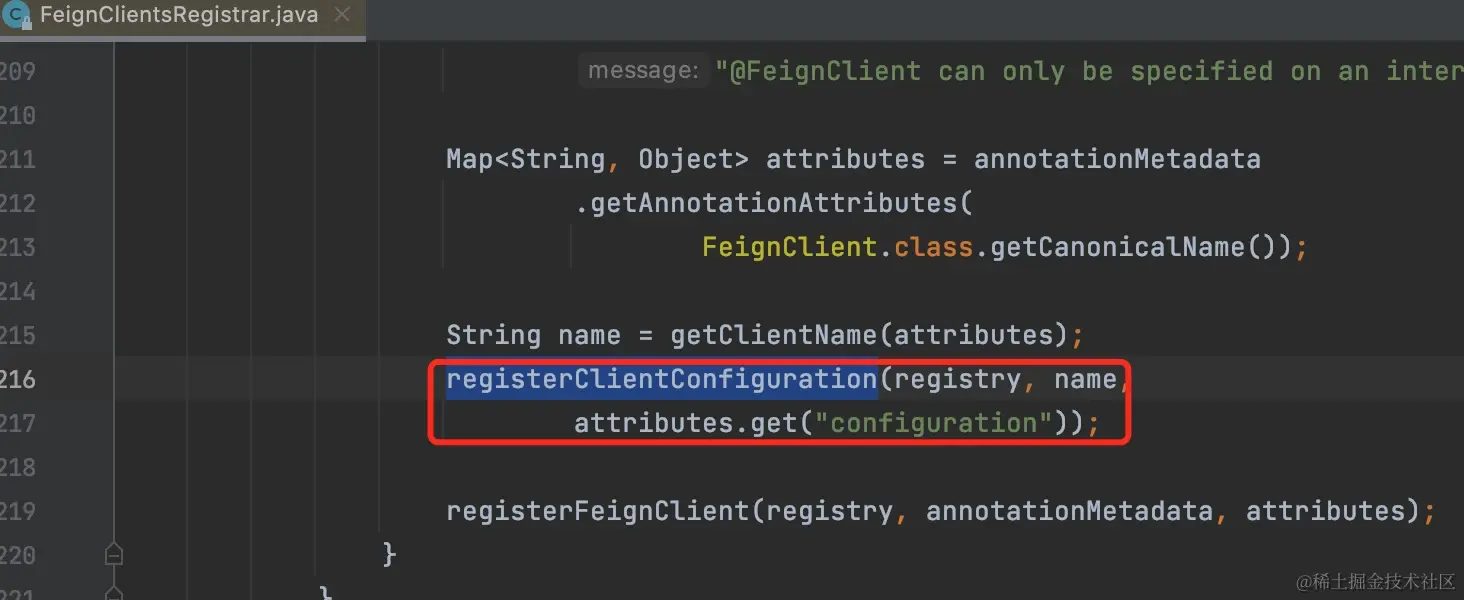 FeignClientsRegistrar.java
209 message: "@FeignClient can only be specified on an inter
210
211 Map<String, Object> attributes = annotationMetadata
212 .getAnnotationAttributes(
213 FeignClient.class.getCanonicalName());
214
215 String name = getClientName(attributes);
216 registerClientConfiguration(registry, name,
217 attributes.get("configuration"));
218
219 registerFeignClient(registry, annotationMetadata, attributes);
220 }
221 }
@稀土掘金技术社区